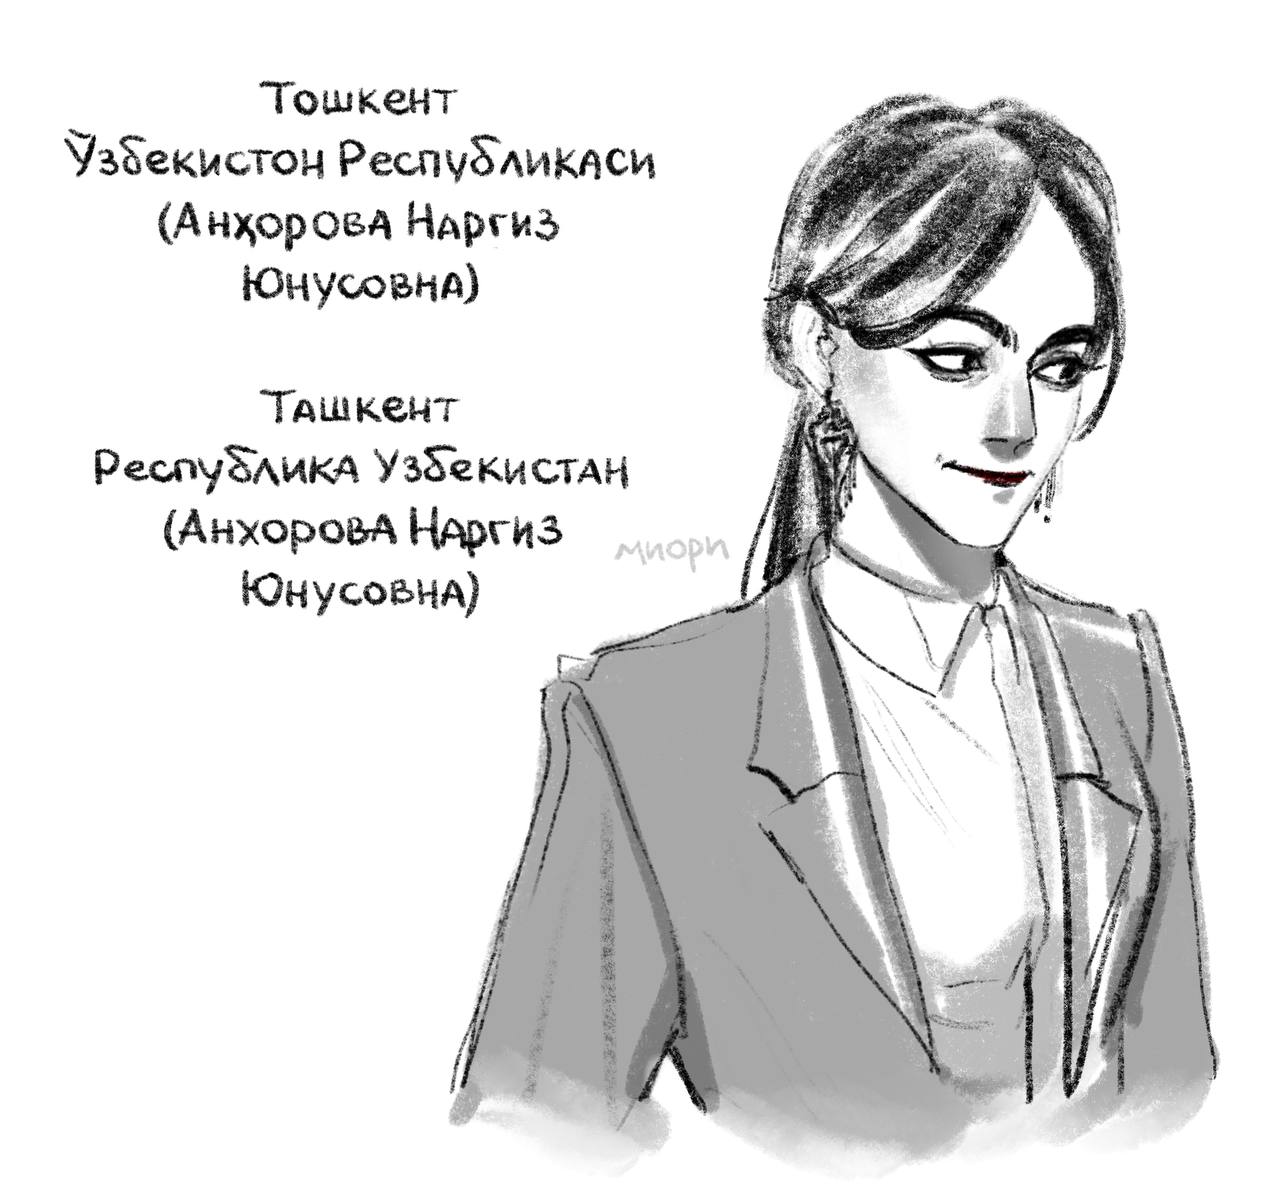 Тошкент
Ўзбекистон Республикаси
(Анҳорова Наргиз
Юнусовна)
Ташкент
Республика Узбекистан
(Анхорова Наргиз
Юнусовна)
миори